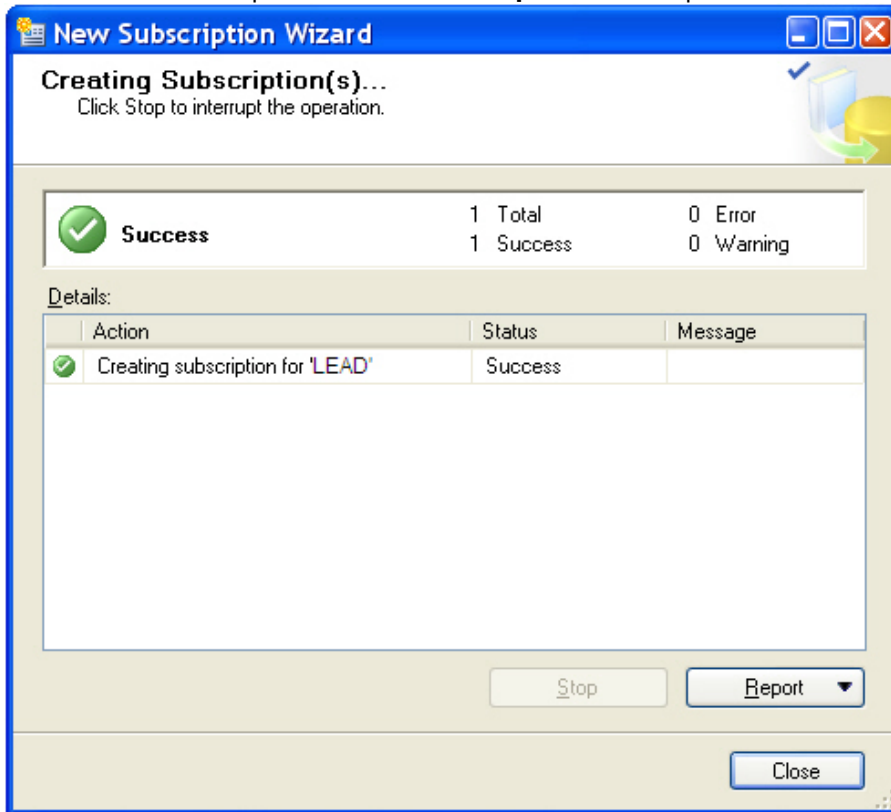 New Subscription Wizard
Creating Subscription(s)...
Click Stop to interrupt the operation.
Success
1 Total
0 Error
1 Success
0 Warning
Details:
Action Status Message
Creating subscription for 'LEAD' Success
Stop Report
Close